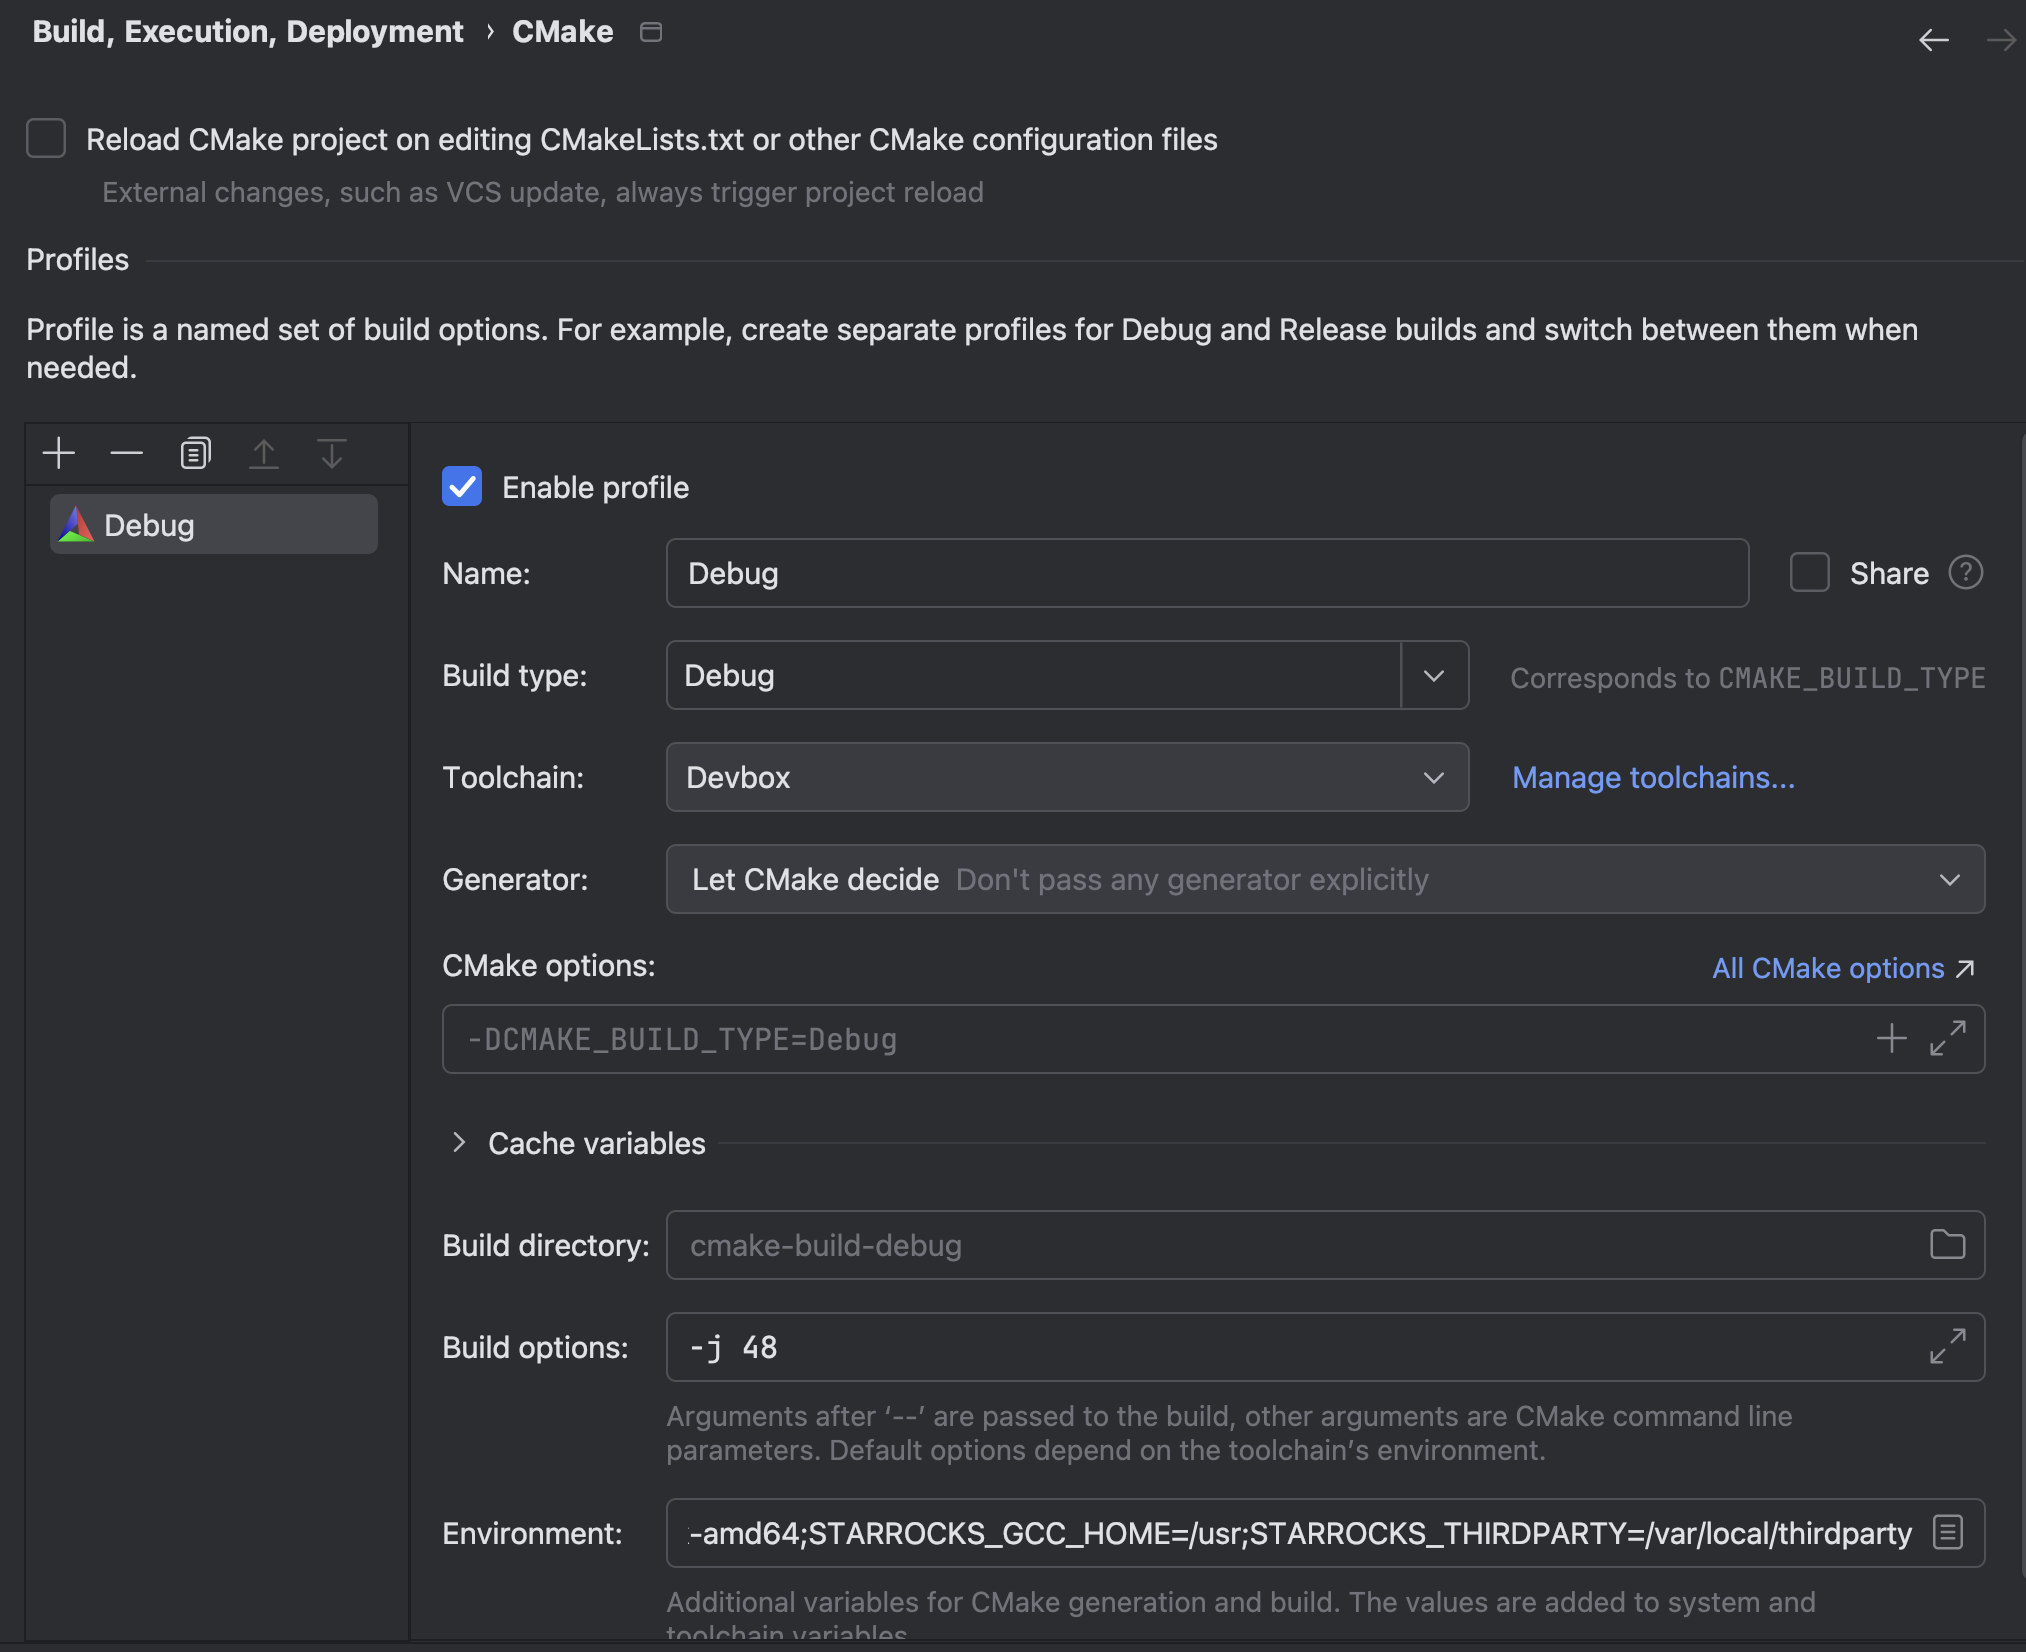 Build, Execution, Deployment › CMake
Reload CMake project on editing CMakeLists.txt or other CMake configuration files
External changes, such as VCS update, always trigger project reload
Profiles
Profile is a named set of build options. For example, create separate profiles for Debug and Release builds and switch between them when
needed.
Debug
Enable profile
Name: Debug Share ?
Build type: Debug Corresponds to CMAKE_BUILD_TYPE
Toolchain: Devbox Manage toolchains...
Generator: Let CMake decide Don't pass any generator explicitly
CMake options: All CMake options ↗
-DCMAKE_BUILD_TYPE=Debug
Cache variables
Build directory: cmake-build-debug
Build options: -j 48
Arguments after ‘--’ are passed to the build, other arguments are CMake command line
parameters. Default options depend on the toolchain’s environment.
Environment: -amd64;STARROCKS_GCC_HOME=/usr;STARROCKS_THIRDPARTY=/var/local/thirdparty
Additional variables for CMake generation and build. The values are added to system and
toolchain variables.